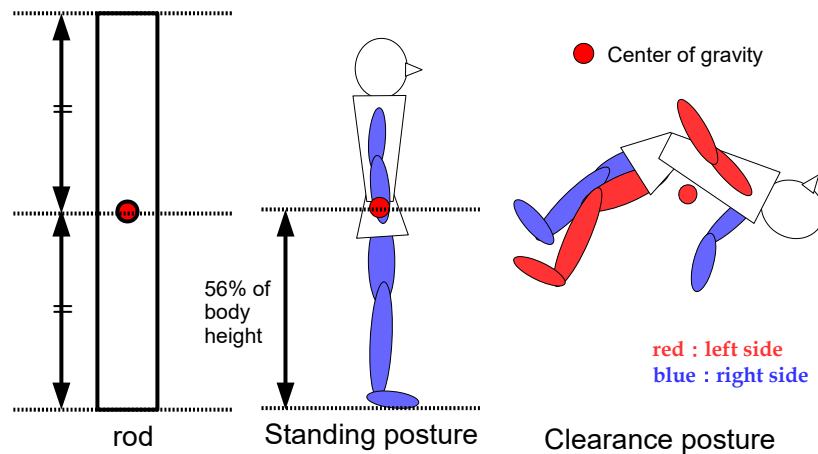 Center of gravity
56% of
body
height
red : left side
blue : right side
rod
Standing posture
Clearance posture